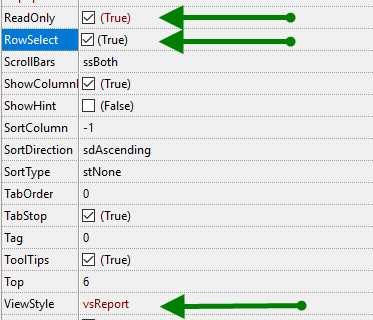 ReadOnly (True)
RowSelect (True)
ScrollBars ssBoth
ShowColumnH (True)
ShowHint (False)
SortColumn -1
SortDirection sdAscending
SortType stNone
TabOrder 0
TabStop (True)
Tag 0
ToolTips (True)
Top 6
ViewStyle vsReport